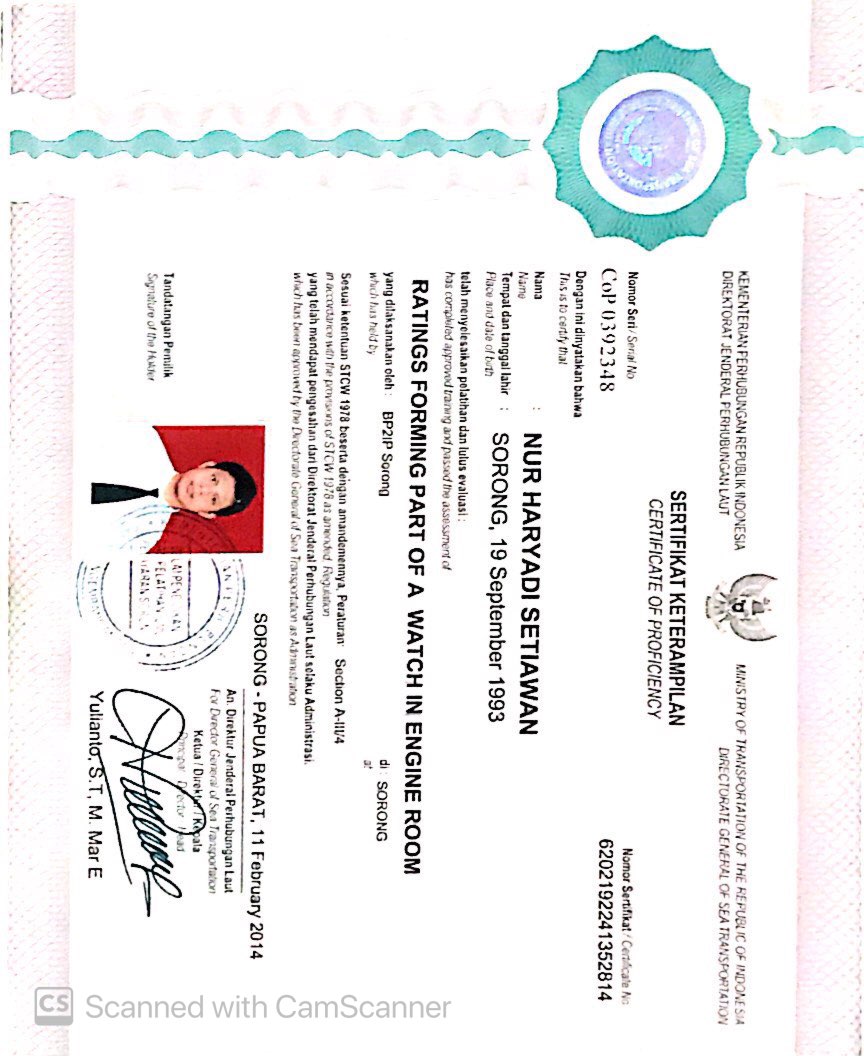 KEMENTERIAN PERHUBUNGAN REPUBLIK INDONESIA
DIREKTORAT JENDERAL PERHUBUNGAN LAUT
MINISTRY OF TRANSPORTATION OF THE REPUBLIC OF INDONESIA
DIRECTORATE GENERAL OF SEA TRANSPORTATION
SERTIFIKAT KETERAMPILAN
CERTIFICATE OF PROFICIENCY
Nomor Seri / Serial No
CoP 0392348
Nomor Sertifikat / Certificate No
6202192241352814
Dengan ini dinyatakan bahwa
This is to certify that
Nama : NUR HARYADI SETIAWAN
Name
Tempat dan tanggal lahir : SORONG, 19 September 1993
Place and date of birth
telah menyelesaikan pelatihan dan lulus evaluasi :
has completed approved training and passed the assessment of
RATINGS FORMING PART OF A WATCH IN ENGINE ROOM
yang dilaksanakan oleh : BP2IP Sorong di : SORONG
which has held by at
Sesuai ketentuan STCW 1978 beserta dengan amandemennya, Peraturan Section A-III/4
in accordance with the provisions of STCW 1978 as amended, Regulation
yang telah mendapat pengesahan dari Direktorat Jenderal Perhubungan Laut selaku Administrasi.
which has been approved by the Directorate General of Sea Transportation as Administration
SORONG - PAPUA BARAT, 11 February 2014
An. Direktur Jenderal Perhubungan Laut
For Director General of Sea Transportation
Ketua / Direktur / Kepala
Principal Director Head
Tandatangan Pemilik
Signature of the Holder
Yulianto, S.T, M. Mar E
CS Scanned with CamScanner